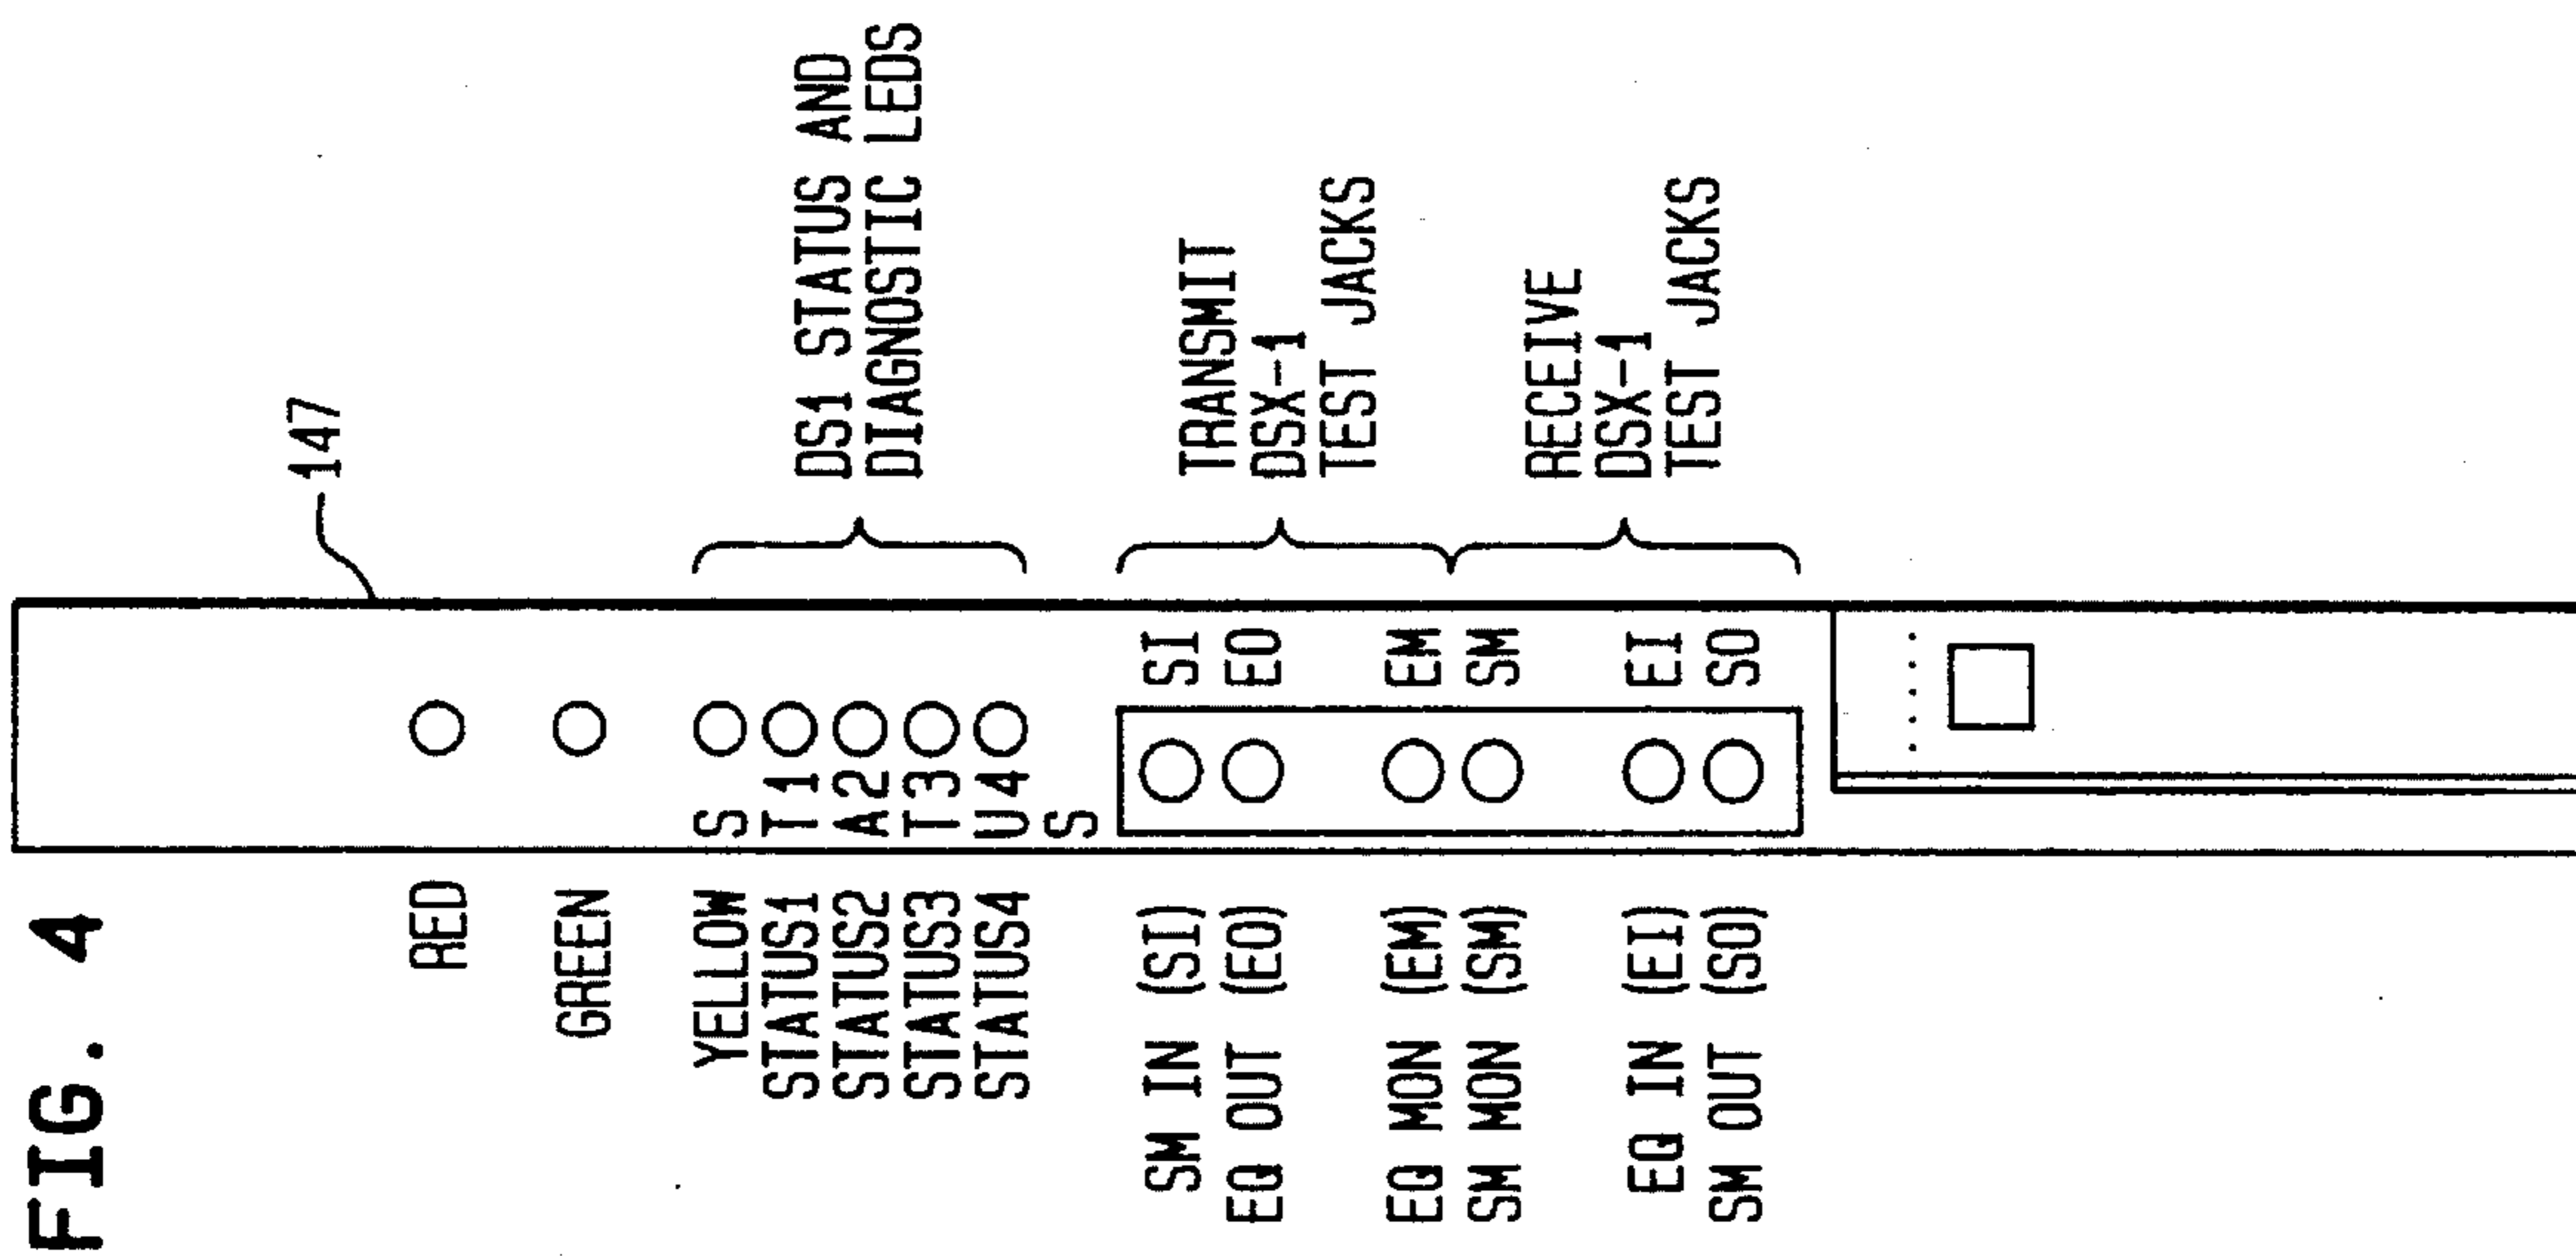 FIG. 4
147
RED
GREEN
YELLOW S
STATUS1 T 1
STATUS2 A 2
STATUS3 T 3
STATUS4 U 4
S
DS1 STATUS AND
DIAGNOSTIC LEDS
SM IN (SI) SI
EQ OUT (EO) EO
EQ MON (EM) EM
SM MON (SM) SM
EQ IN (EI) EI
SM OUT (SO) SO
TRANSMIT
DSX-1
TEST JACKS
RECEIVE
DSX-1
TEST JACKS